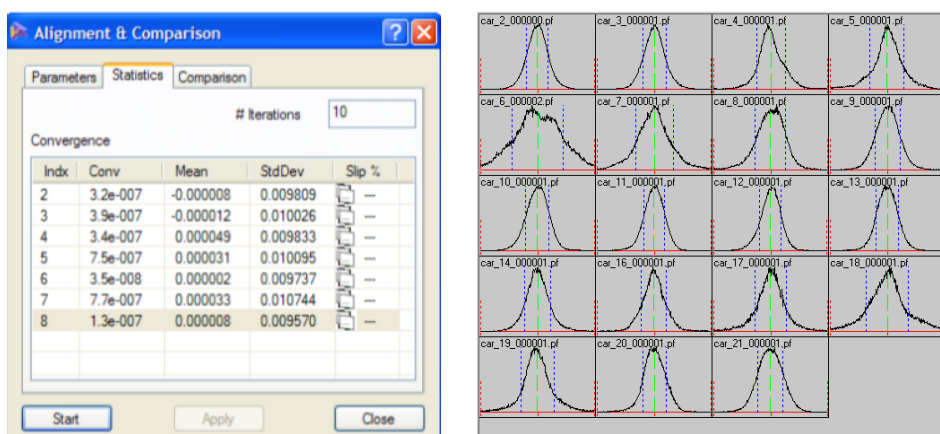 Alignment & Comparison
Parameters Statistics Comparison
# Iterations 10
Convergence
Indx Conv Mean StdDev Slip %
2 3.2e-007 -0.000008 0.009809 ---
3 3.9e-007 -0.000012 0.010026 ---
4 3.4e-007 0.000049 0.009833 ---
5 7.5e-007 0.000031 0.010095 ---
6 3.5e-008 0.000002 0.009737 ---
7 7.7e-007 0.000033 0.010744 ---
8 1.3e-007 0.000008 0.009570 ---
Start Apply Close
car_2_000000.pf car_3_000001.pf car_4_000001.pf car_5_000001.pf
car_6_000002.pf car_7_000001.pf car_8_000001.pf car_9_000001.pf
car_10_000001.pf car_11_000001.pf car_12_000001.pf car_13_000001.pf
car_14_000001.pf car_16_000001.pf car_17_000001.pf car_18_000001.pf
car_19_000001.pf car_20_000001.pf car_21_000001.pf